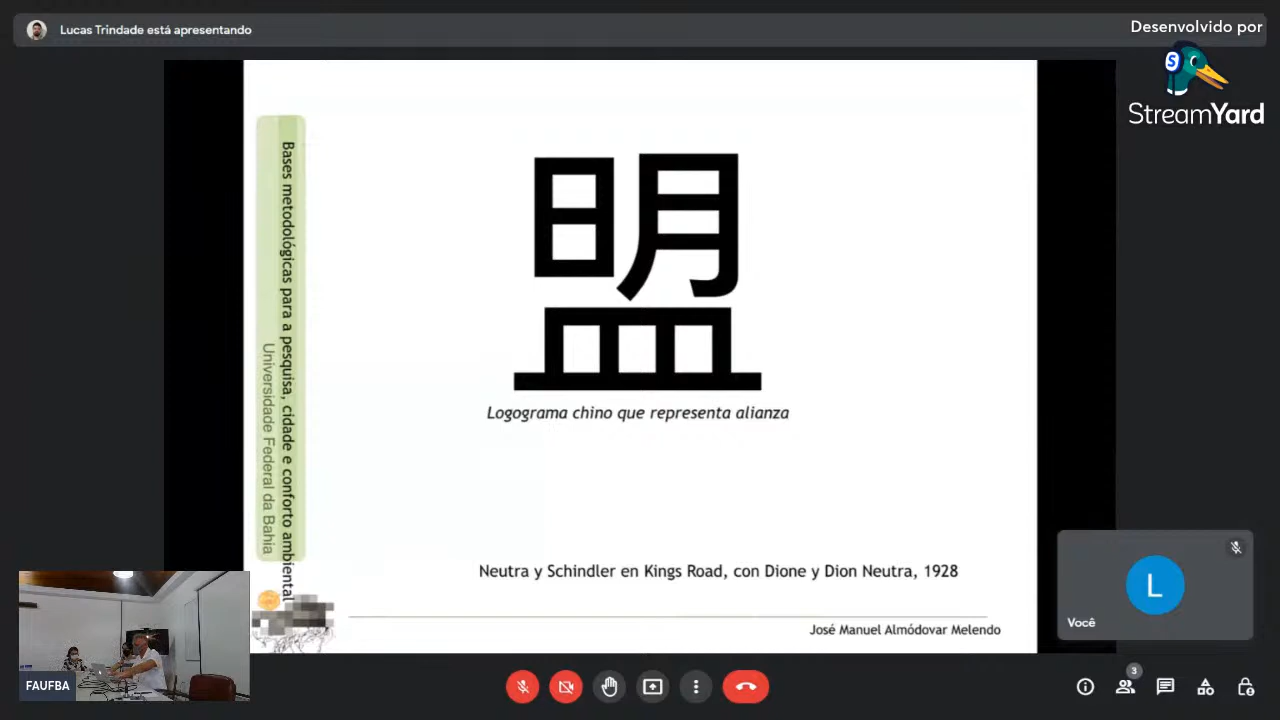 Lucas Trindade está apresentando
Desenvolvido por
StreamYard
Bases metodológicas para a pesquisa, cidade e conforto ambiental
Universidade Federal da Bahia
盟
Logograma chino que representa alianza
Neutra y Schindler en Kings Road, con Dione y Dion Neutra, 1928
José Manuel Almódovar Melendo
L
Você
FAUFBA
3